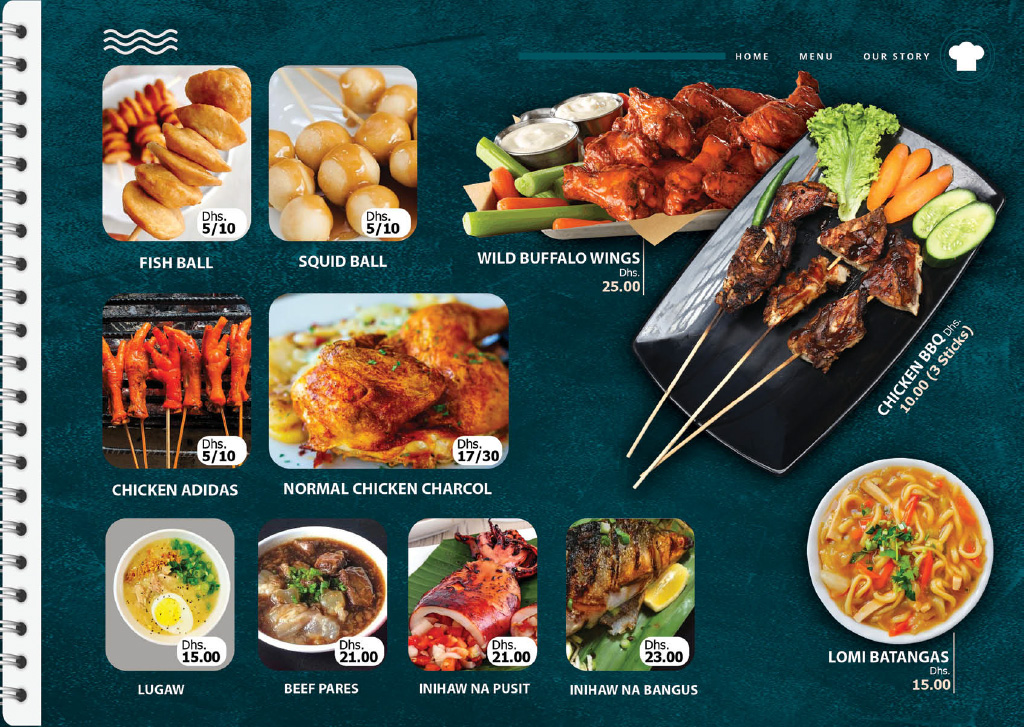 HOME MENU OUR STORY
Dhs.
5/10
FISH BALL
Dhs.
5/10
SQUID BALL
WILD BUFFALO WINGS
Dhs.
25.00
CHICKEN BBQ Dhs.
10.00 (3 Sticks)
Dhs.
5/10
CHICKEN ADIDAS
Dhs.
17/30
NORMAL CHICKEN CHARCOL
Dhs.
15.00
LUGAW
Dhs.
21.00
BEEF PARES
Dhs.
21.00
INIHAW NA PUSIT
Dhs.
23.00
INIHAW NA BANGUS
LOMI BATANGAS
Dhs.
15.00